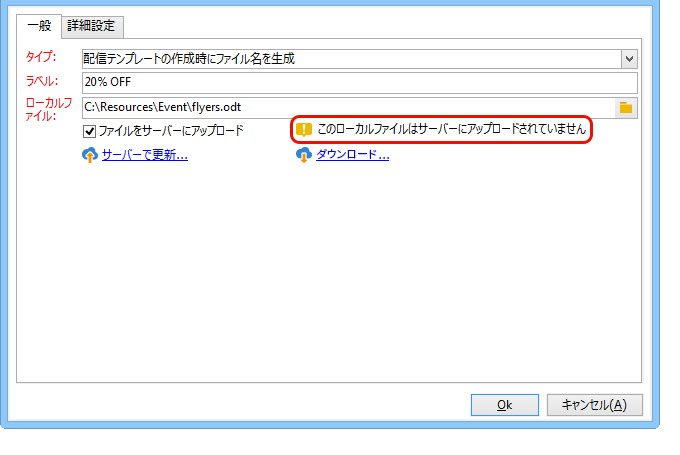 一般 詳細設定
タイプ: 配信テンプレートの作成時にファイル名を生成
ラベル: 20% OFF
ローカルフ
ァイル: C:\Resources\Event\flyers.odt
ファイルをサーバーにアップロード このローカルファイルはサーバーにアップロードされていません
サーバーで更新... ダウンロード...
Ok キャンセル(A)